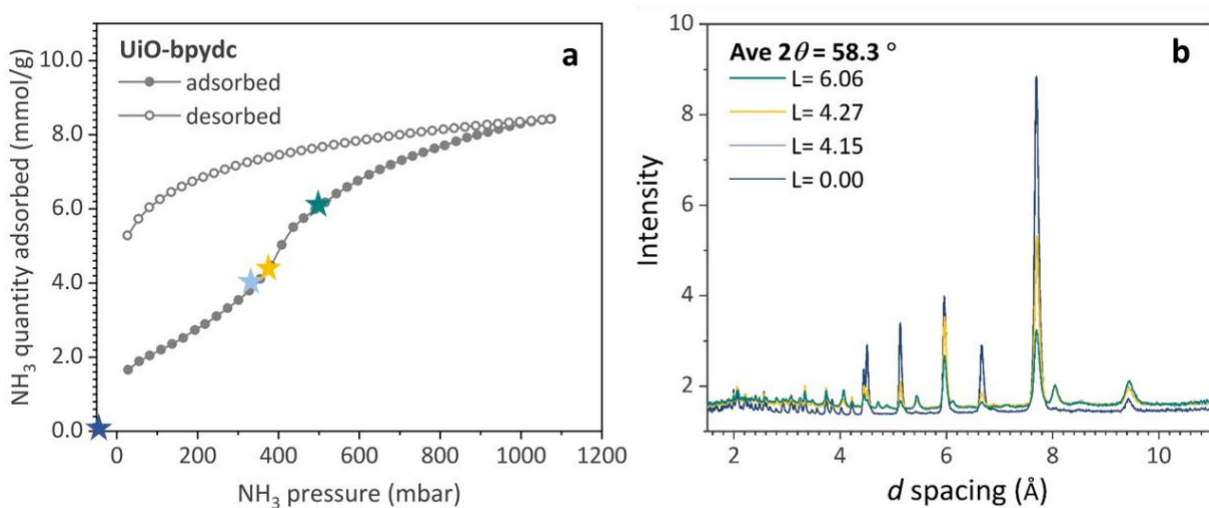 a
UiO-bpydc
adsorbed
desorbed
NH₃ quantity adsorbed (mmol/g)
10.0
8.0
6.0
4.0
2.0
0.0
0 200 400 600 800 1000 1200
NH₃ pressure (mbar)
b
Ave 2θ = 58.3 °
L= 6.06
L= 4.27
L= 4.15
L= 0.00
Intensity
10
8
6
4
2
2 4 6 8 10
d spacing (Å)